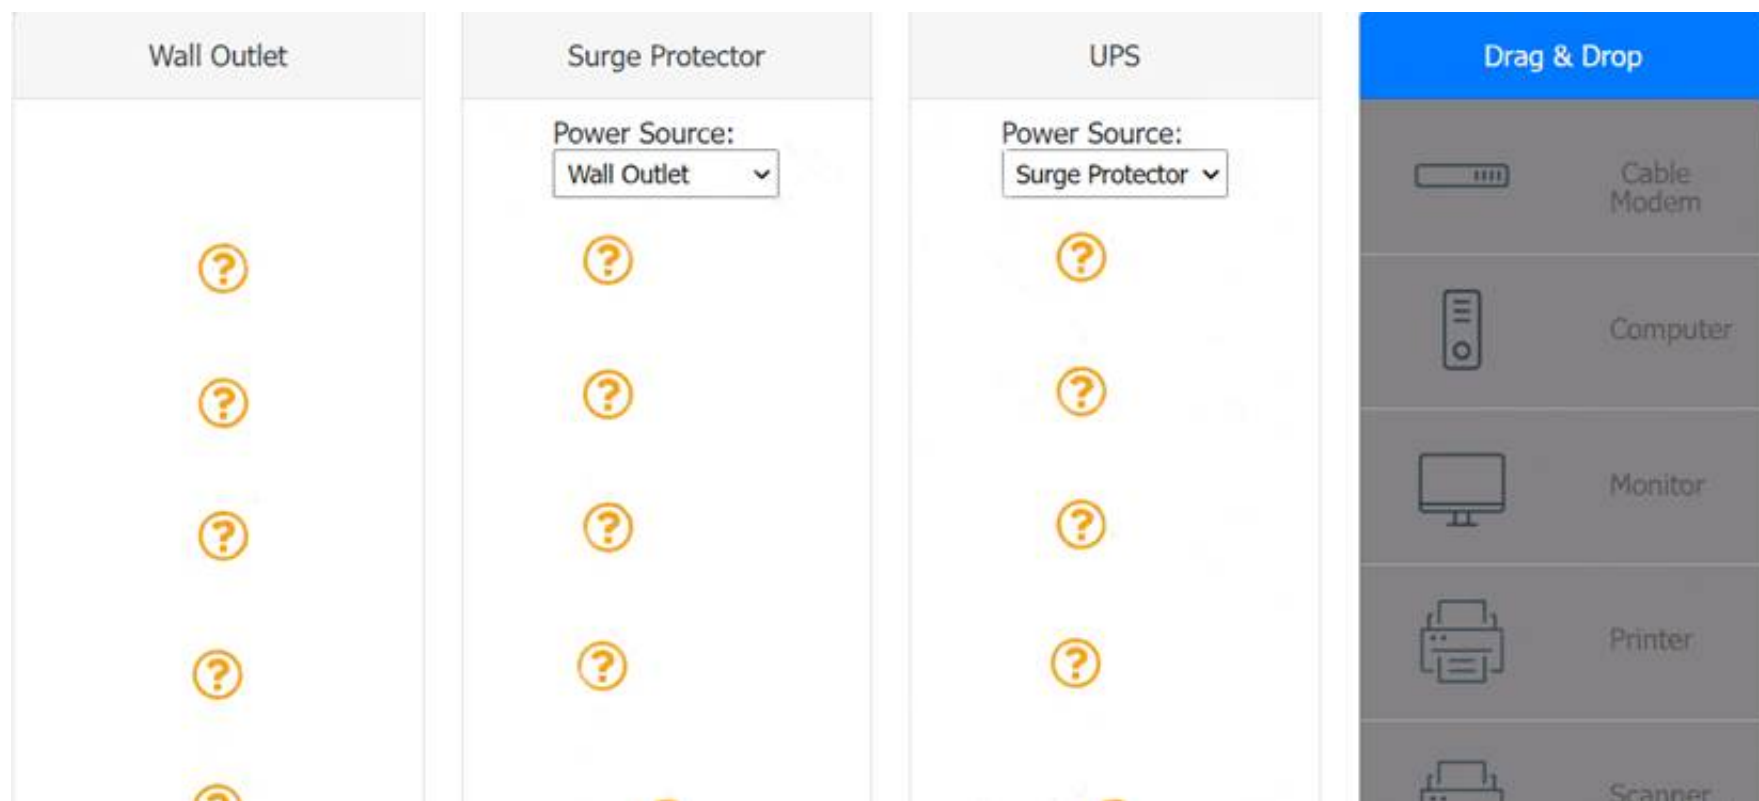 Wall Outlet
Surge Protector
UPS
Drag & Drop
Power Source:
Wall Outlet
Power Source:
Surge Protector
Cable
Modem
Computer
Monitor
Printer
Scanner